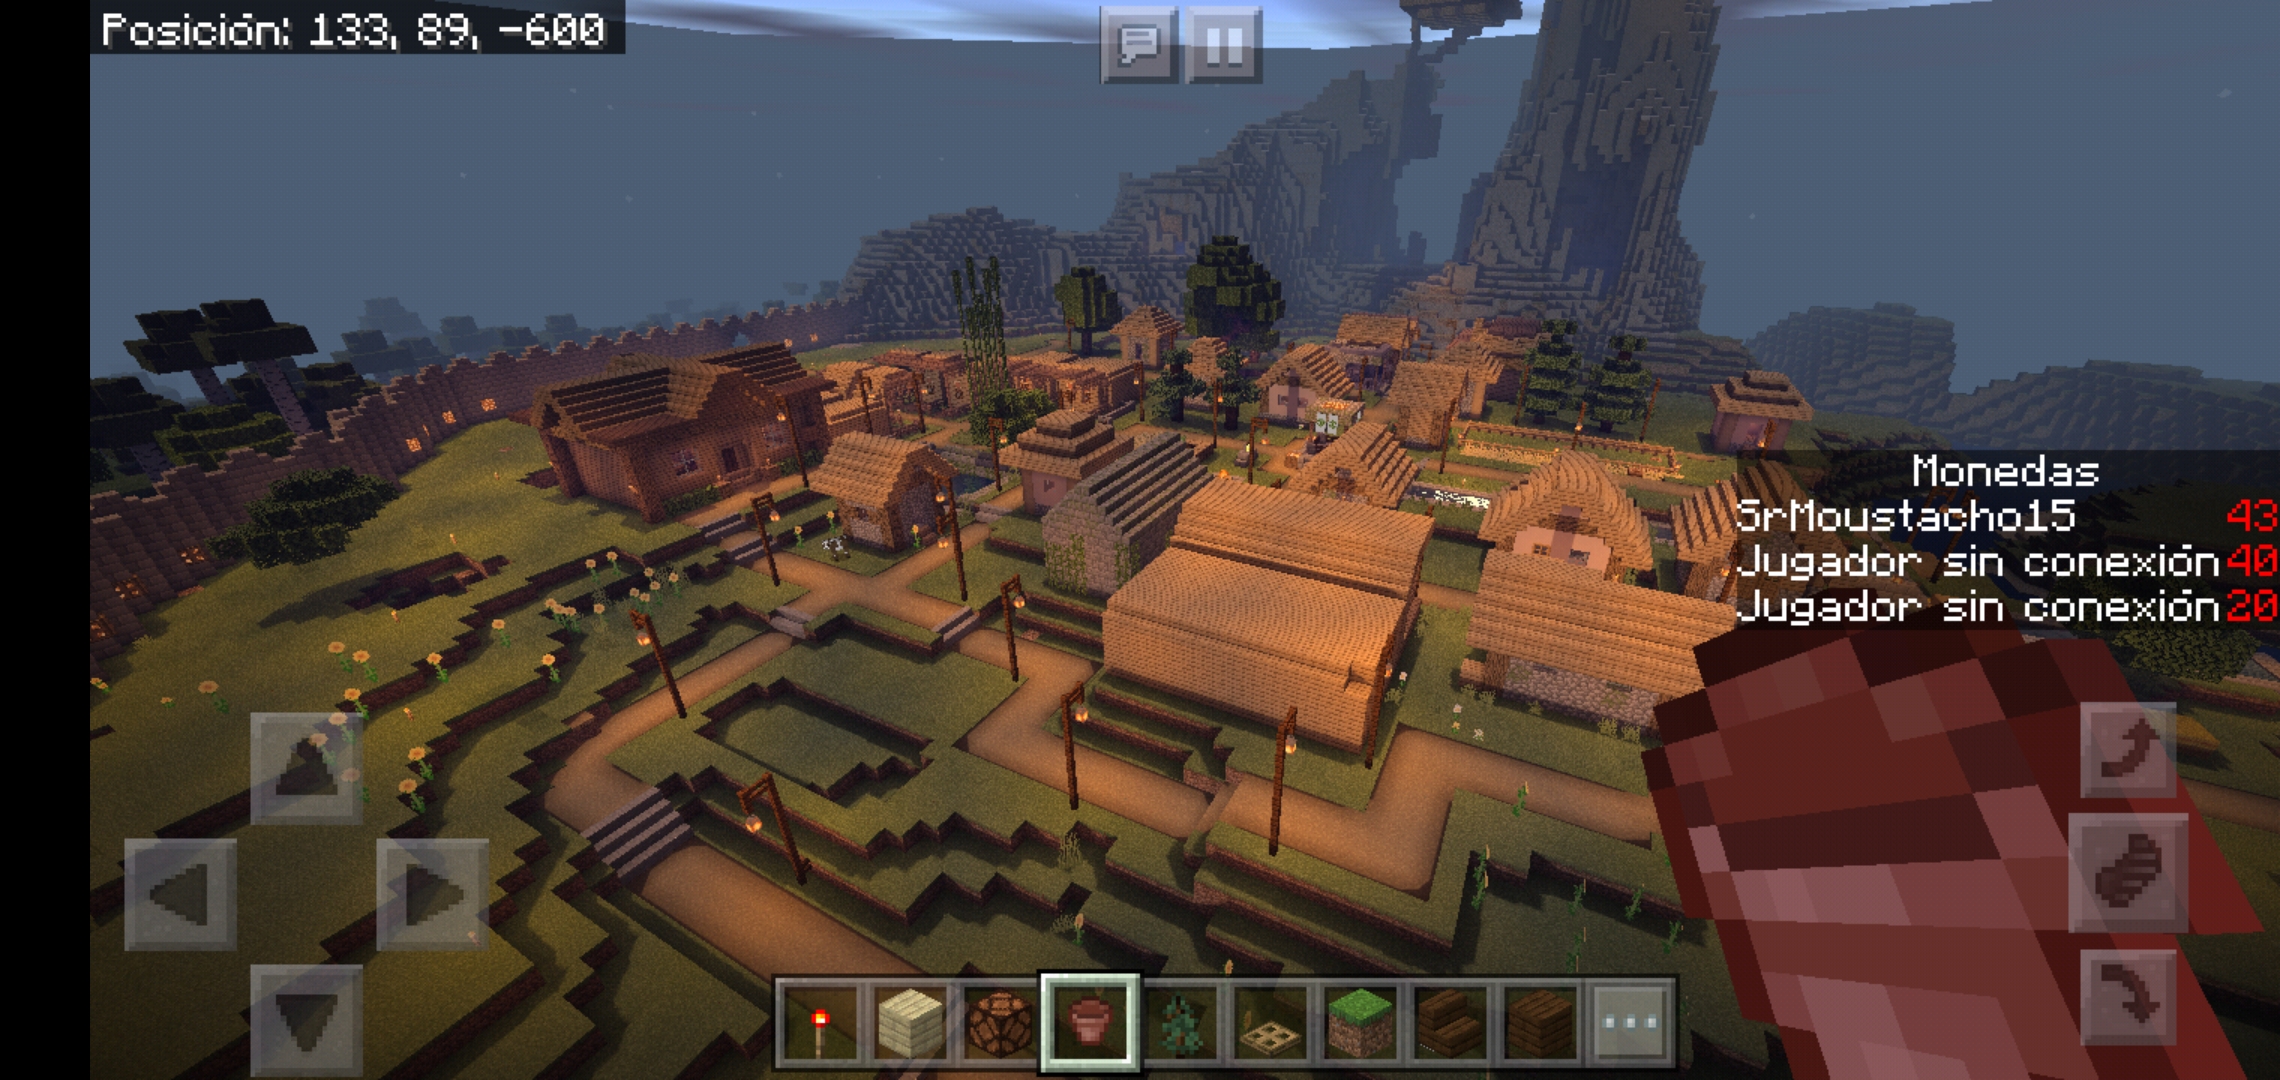 Posición: 133, 89, -600
Monedas
SrMoustacho15 43
Jugador sin conexión 40
Jugador sin conexión 20